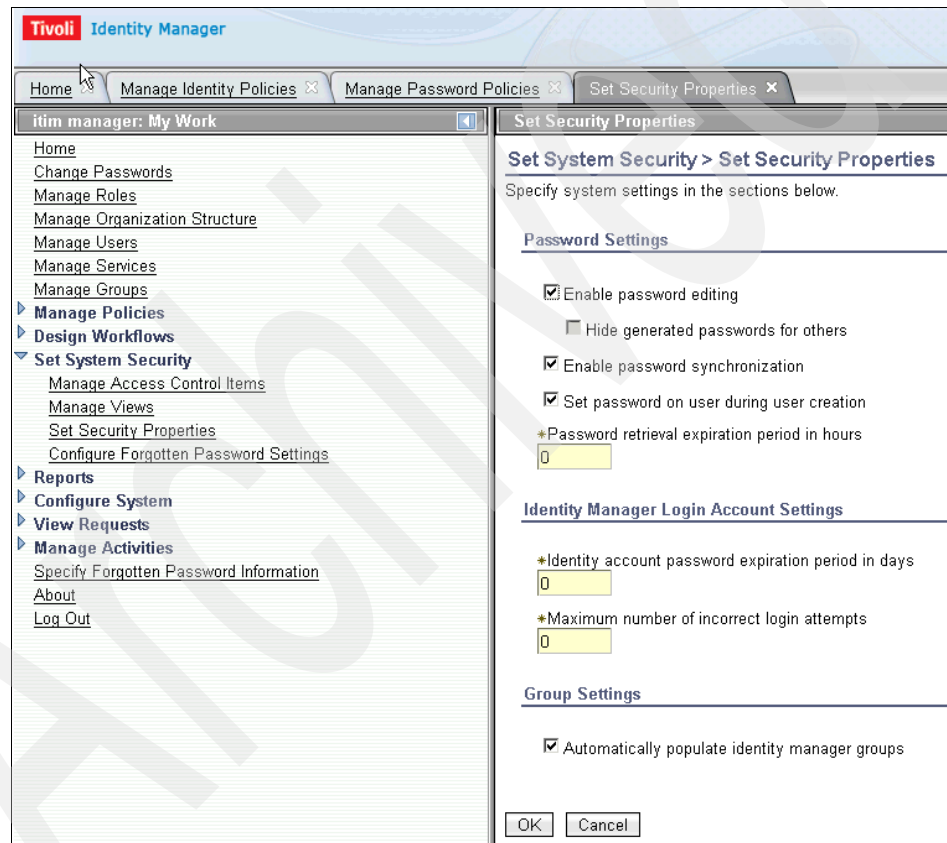 Tivoli Identity Manager
Home Manage Identity Policies Manage Password Policies Set Security Properties
itim manager: My Work
Home
Change Passwords
Manage Roles
Manage Organization Structure
Manage Users
Manage Services
Manage Groups
Manage Policies
Design Workflows
Set System Security
Manage Access Control Items
Manage Views
Set Security Properties
Configure Forgotten Password Settings
Reports
Configure System
View Requests
Manage Activities
Specify Forgotten Password Information
About
Log Out
Set Security Properties
Set System Security > Set Security Properties
Specify system settings in the sections below.
Password Settings
Enable password editing
Hide generated passwords for others
Enable password synchronization
Set password on user during user creation
*Password retrieval expiration period in hours
0
Identity Manager Login Account Settings
*Identity account password expiration period in days
0
*Maximum number of incorrect login attempts
0
Group Settings
Automatically populate identity manager groups
OK Cancel
Archived